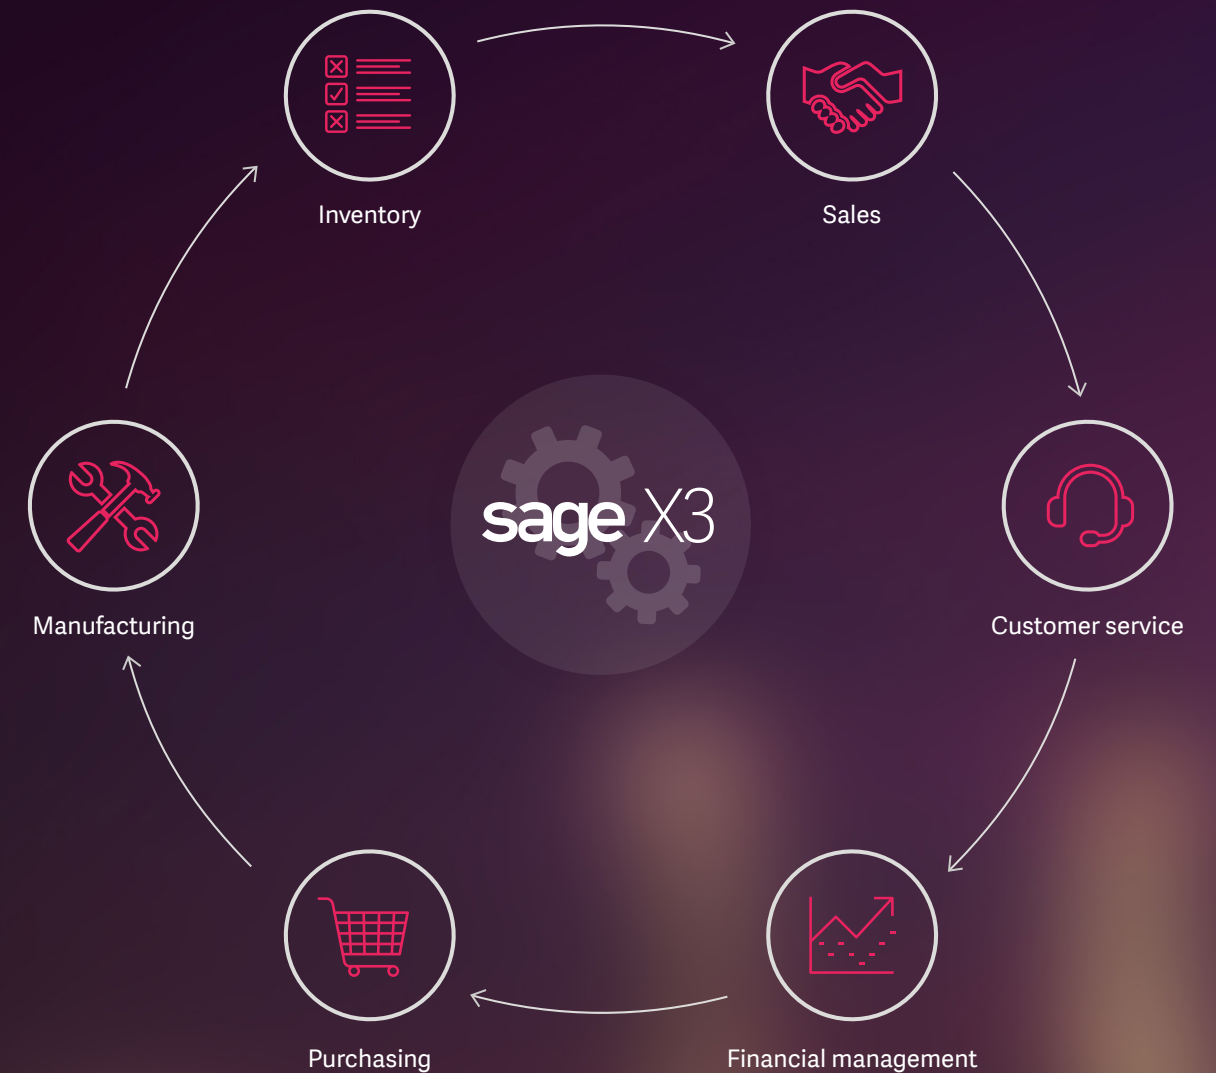 Inventory
Sales
sage X3
Manufacturing
Customer service
Purchasing
Financial management